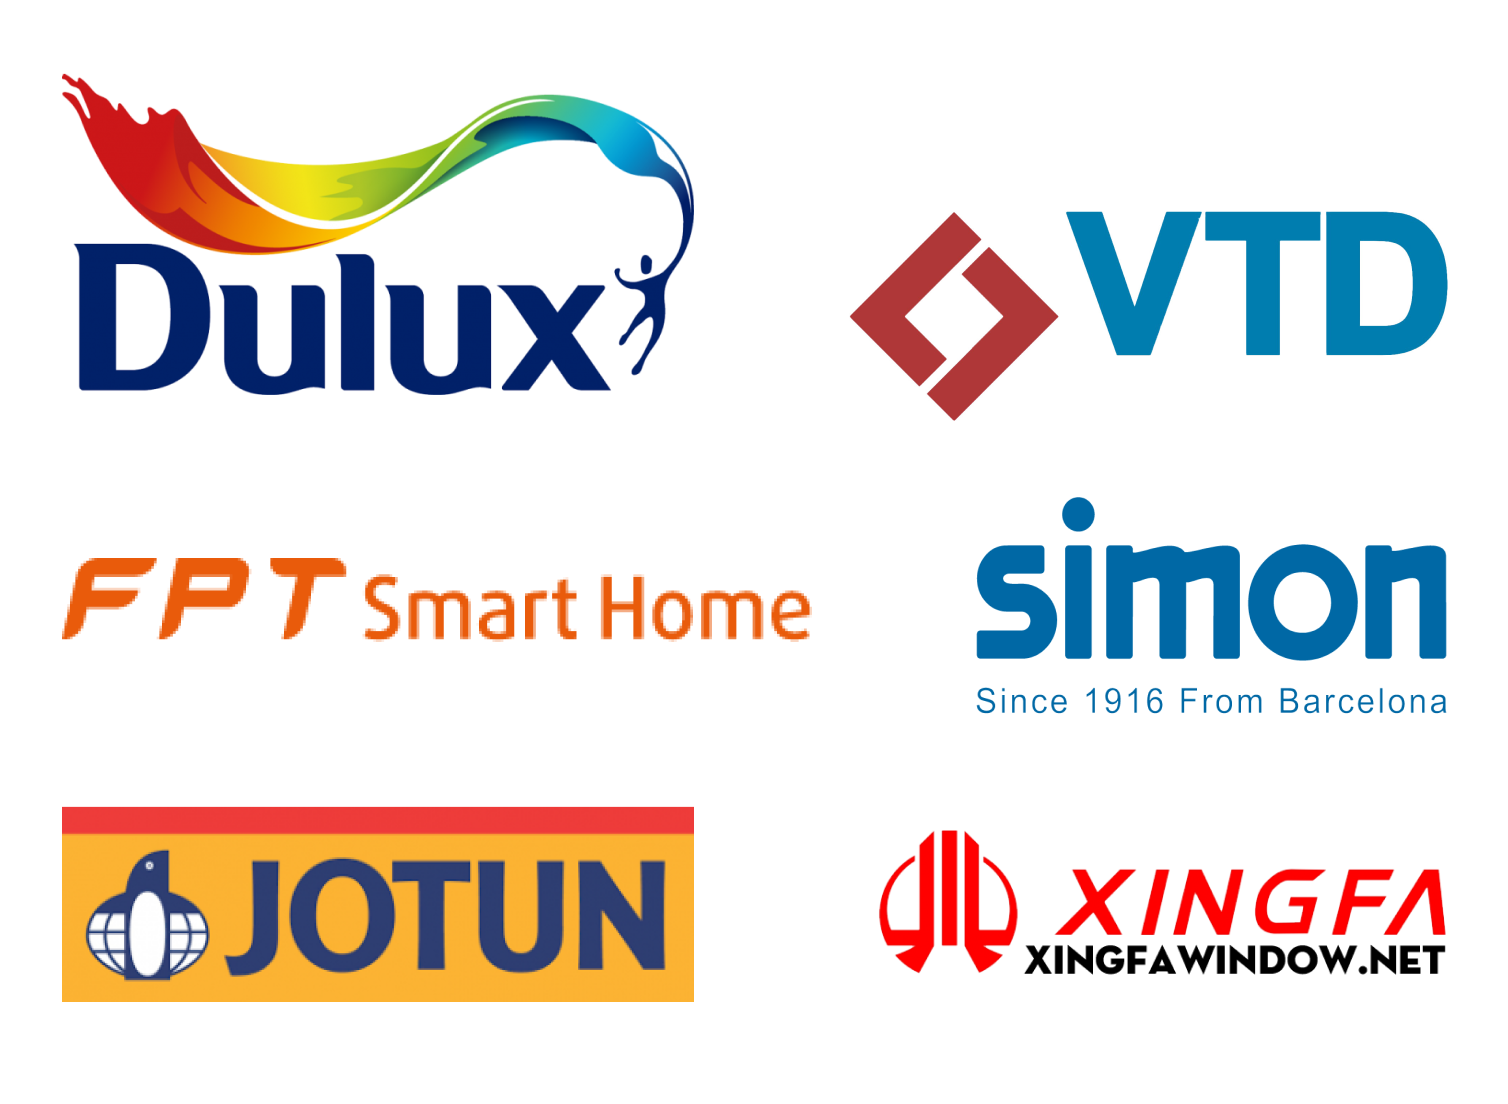 Dulux
VTD
FPT Smart Home
simon
Since 1916 From Barcelona
JOTUN
XINGFA
XINGFAWINDOW.NET